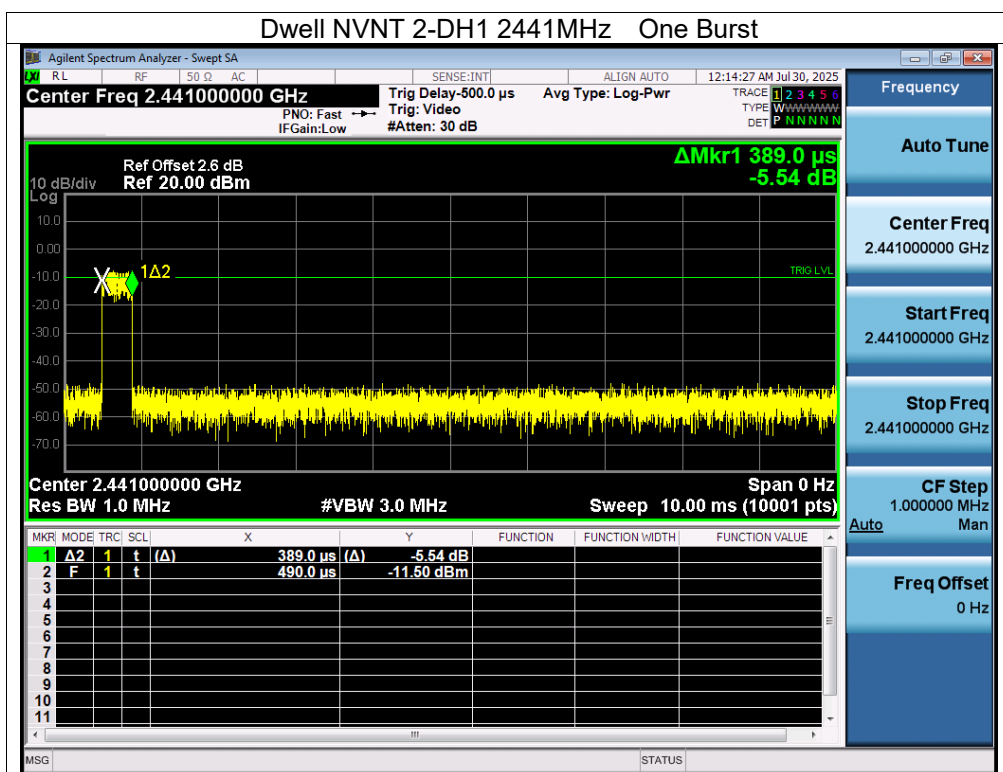 Dwell NVNT 2-DH1 2441MHz One Burst
Agilent Spectrum Analyzer - Swept SA
LXI RL RF 50 Ω AC SENSE:INT ALIGN AUTO 12:14:27 AM Jul 30, 2025
Center Freq 2.441000000 GHz Trig Delay-500.0 µs Avg Type: Log-Pwr TRACE 1 2 3 4 5 6
PNO: Fast Trig: Video TYPE WWWWWW
IFGain:Low #Atten: 30 dB DET P N N N N N
ΔMkr1 389.0 µs
-5.54 dB
Ref Offset 2.6 dB
10 dB/div Ref 20.00 dBm
Log
10.0
0.00
-10.0
1Δ2
TRIG LVL
-20.0
-30.0
-40.0
-50.0
-60.0
-70.0
Center 2.441000000 GHz Span 0 Hz
Res BW 1.0 MHz #VBW 3.0 MHz Sweep 10.00 ms (10001 pts)
MKR MODE TRC SCL X Y FUNCTION FUNCTION WIDTH FUNCTION VALUE
1 Δ2 1 t (Δ) 389.0 µs (Δ) -5.54 dB
2 F 1 t 490.0 µs -11.50 dBm
3
4
5
6
7
8
9
10
11
MSG STATUS
Frequency
Auto Tune
Center Freq
2.441000000 GHz
Start Freq
2.441000000 GHz
Stop Freq
2.441000000 GHz
CF Step
1.000000 MHz
Auto Man
Freq Offset
0 Hz